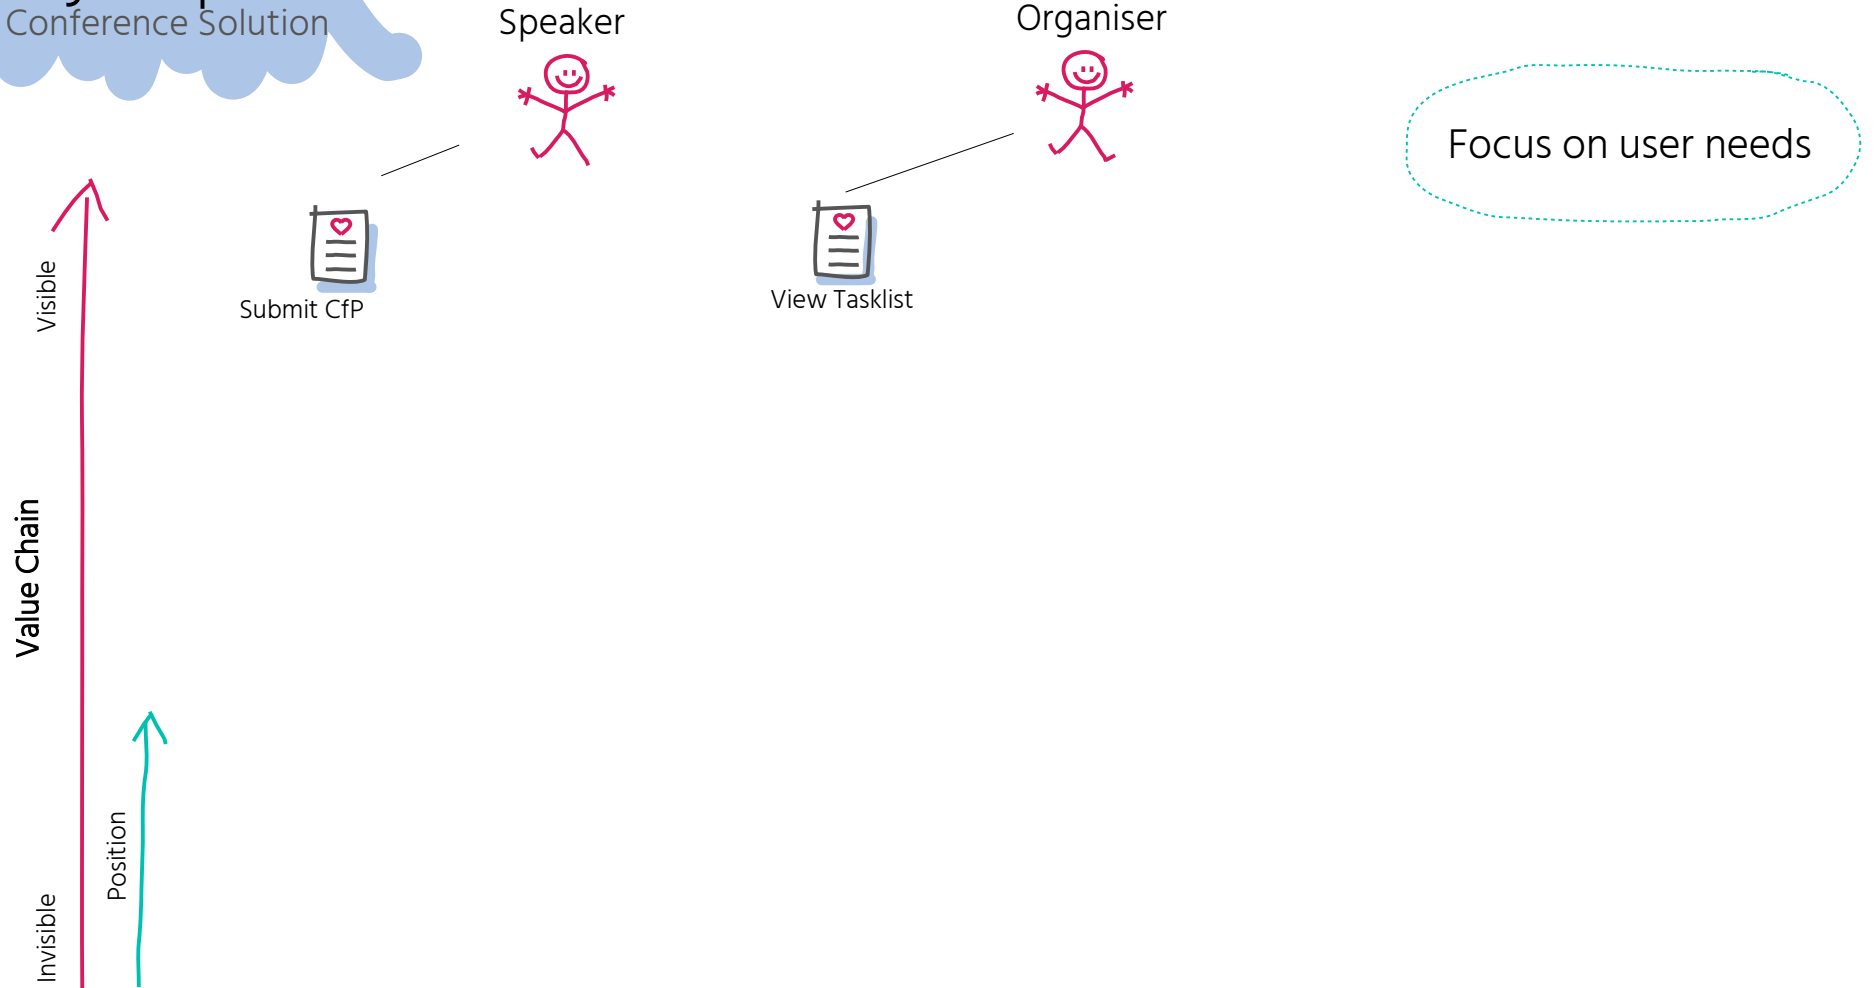 Conference Solution
Speaker
Organiser
Focus on user needs
Submit CfP
View Tasklist
Visible
Value Chain
Position
Invisible